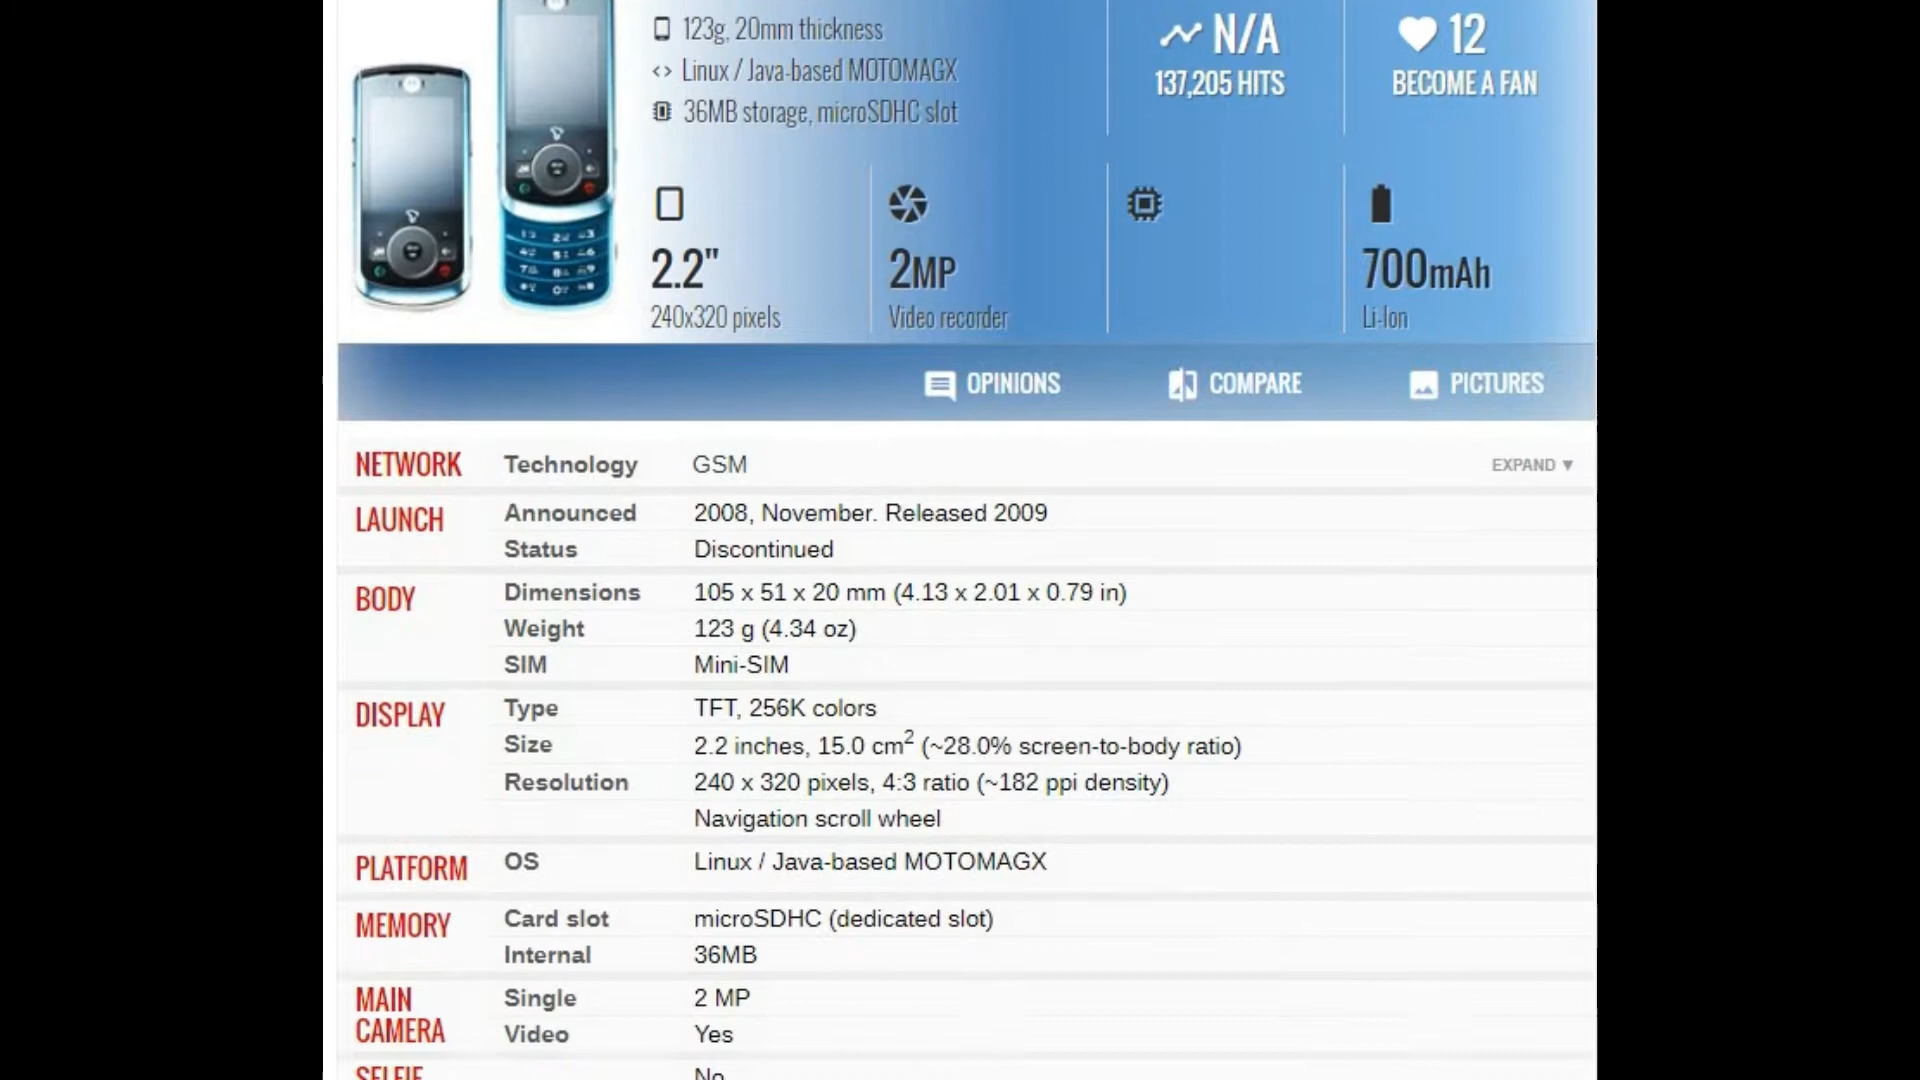 123g, 20mm thickness
Linux / Java-based MOTOMAGX
36MB storage, microSDHC slot
N/A
137,205 HITS
12
BECOME A FAN
2.2"
240x320 pixels
2MP
Video recorder
700mAh
Li-Ion
OPINIONS COMPARE PICTURES
NETWORK Technology GSM EXPAND ▼
LAUNCH Announced 2008, November. Released 2009
Status Discontinued
BODY Dimensions 105 x 51 x 20 mm (4.13 x 2.01 x 0.79 in)
Weight 123 g (4.34 oz)
SIM Mini-SIM
DISPLAY Type TFT, 256K colors
Size 2.2 inches, 15.0 cm2 (~28.0% screen-to-body ratio)
Resolution 240 x 320 pixels, 4:3 ratio (~182 ppi density)
Navigation scroll wheel
PLATFORM OS Linux / Java-based MOTOMAGX
MEMORY Card slot microSDHC (dedicated slot)
Internal 36MB
MAIN CAMERA Single 2 MP
Video Yes
SELFIE No